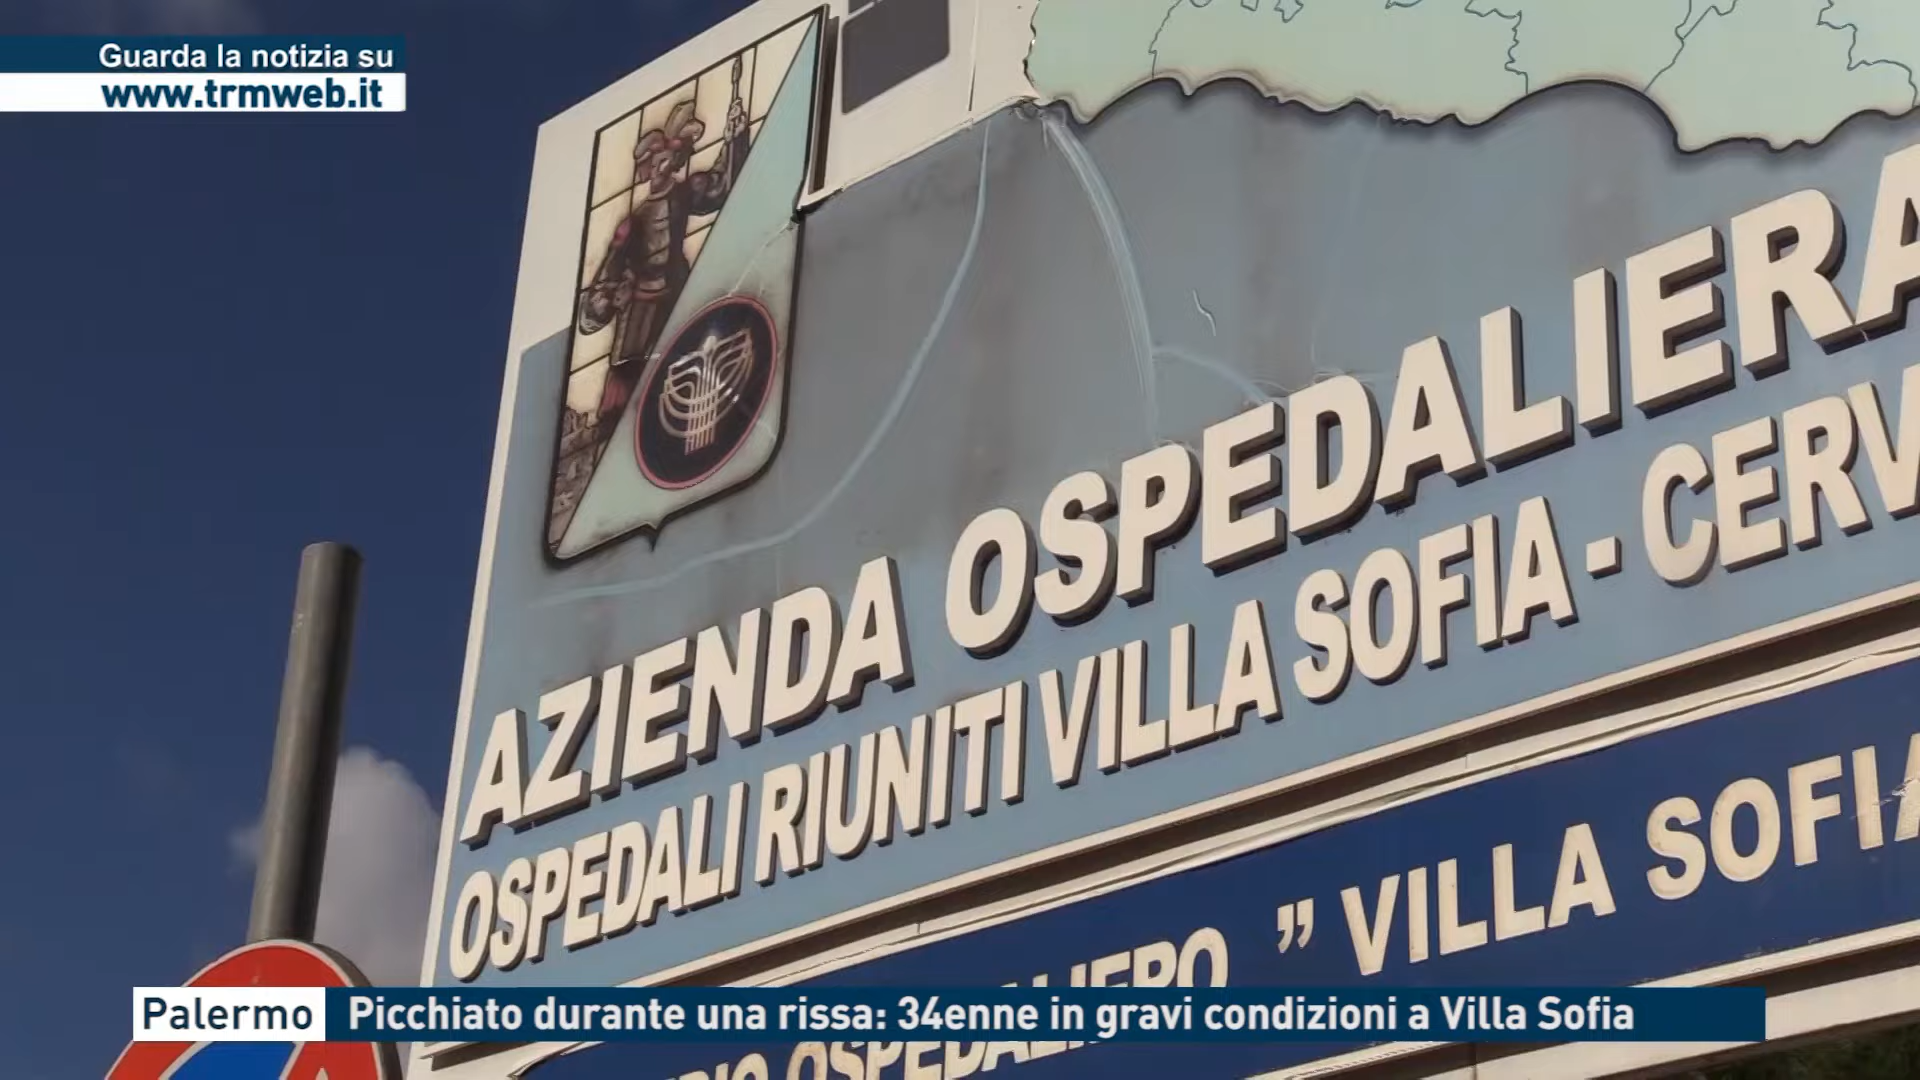 Guarda la notizia su
www.trmweb.it
AZIENDA OSPEDALIERA
OSPEDALI RIUNITI VILLA SOFIA - CERV
” VILLA SOFIA
Palermo Picchiato durante una rissa: 34enne in gravi condizioni a Villa Sofia
OSPEDALIERO